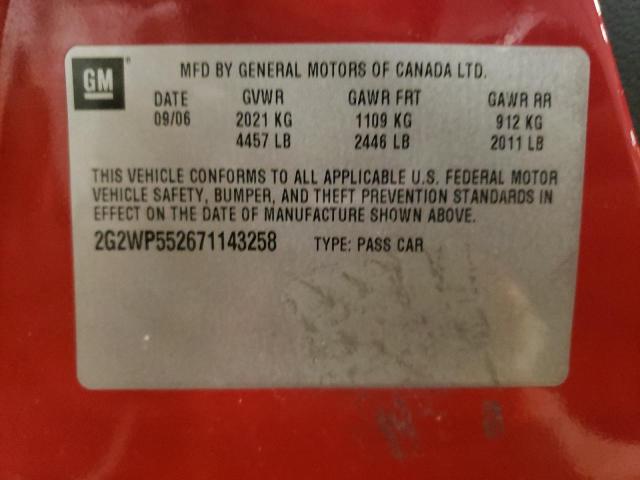 GM ® MFD BY GENERAL MOTORS OF CANADA LTD.
DATE GVWR GAWR FRT GAWR RR
09/06 2021 KG 1109 KG 912 KG
4457 LB 2446 LB 2011 LB
THIS VEHICLE CONFORMS TO ALL APPLICABLE U.S. FEDERAL MOTOR
VEHICLE SAFETY, BUMPER, AND THEFT PREVENTION STANDARDS IN
EFFECT ON THE DATE OF MANUFACTURE SHOWN ABOVE.
2G2WP552671143258 TYPE: PASS CAR